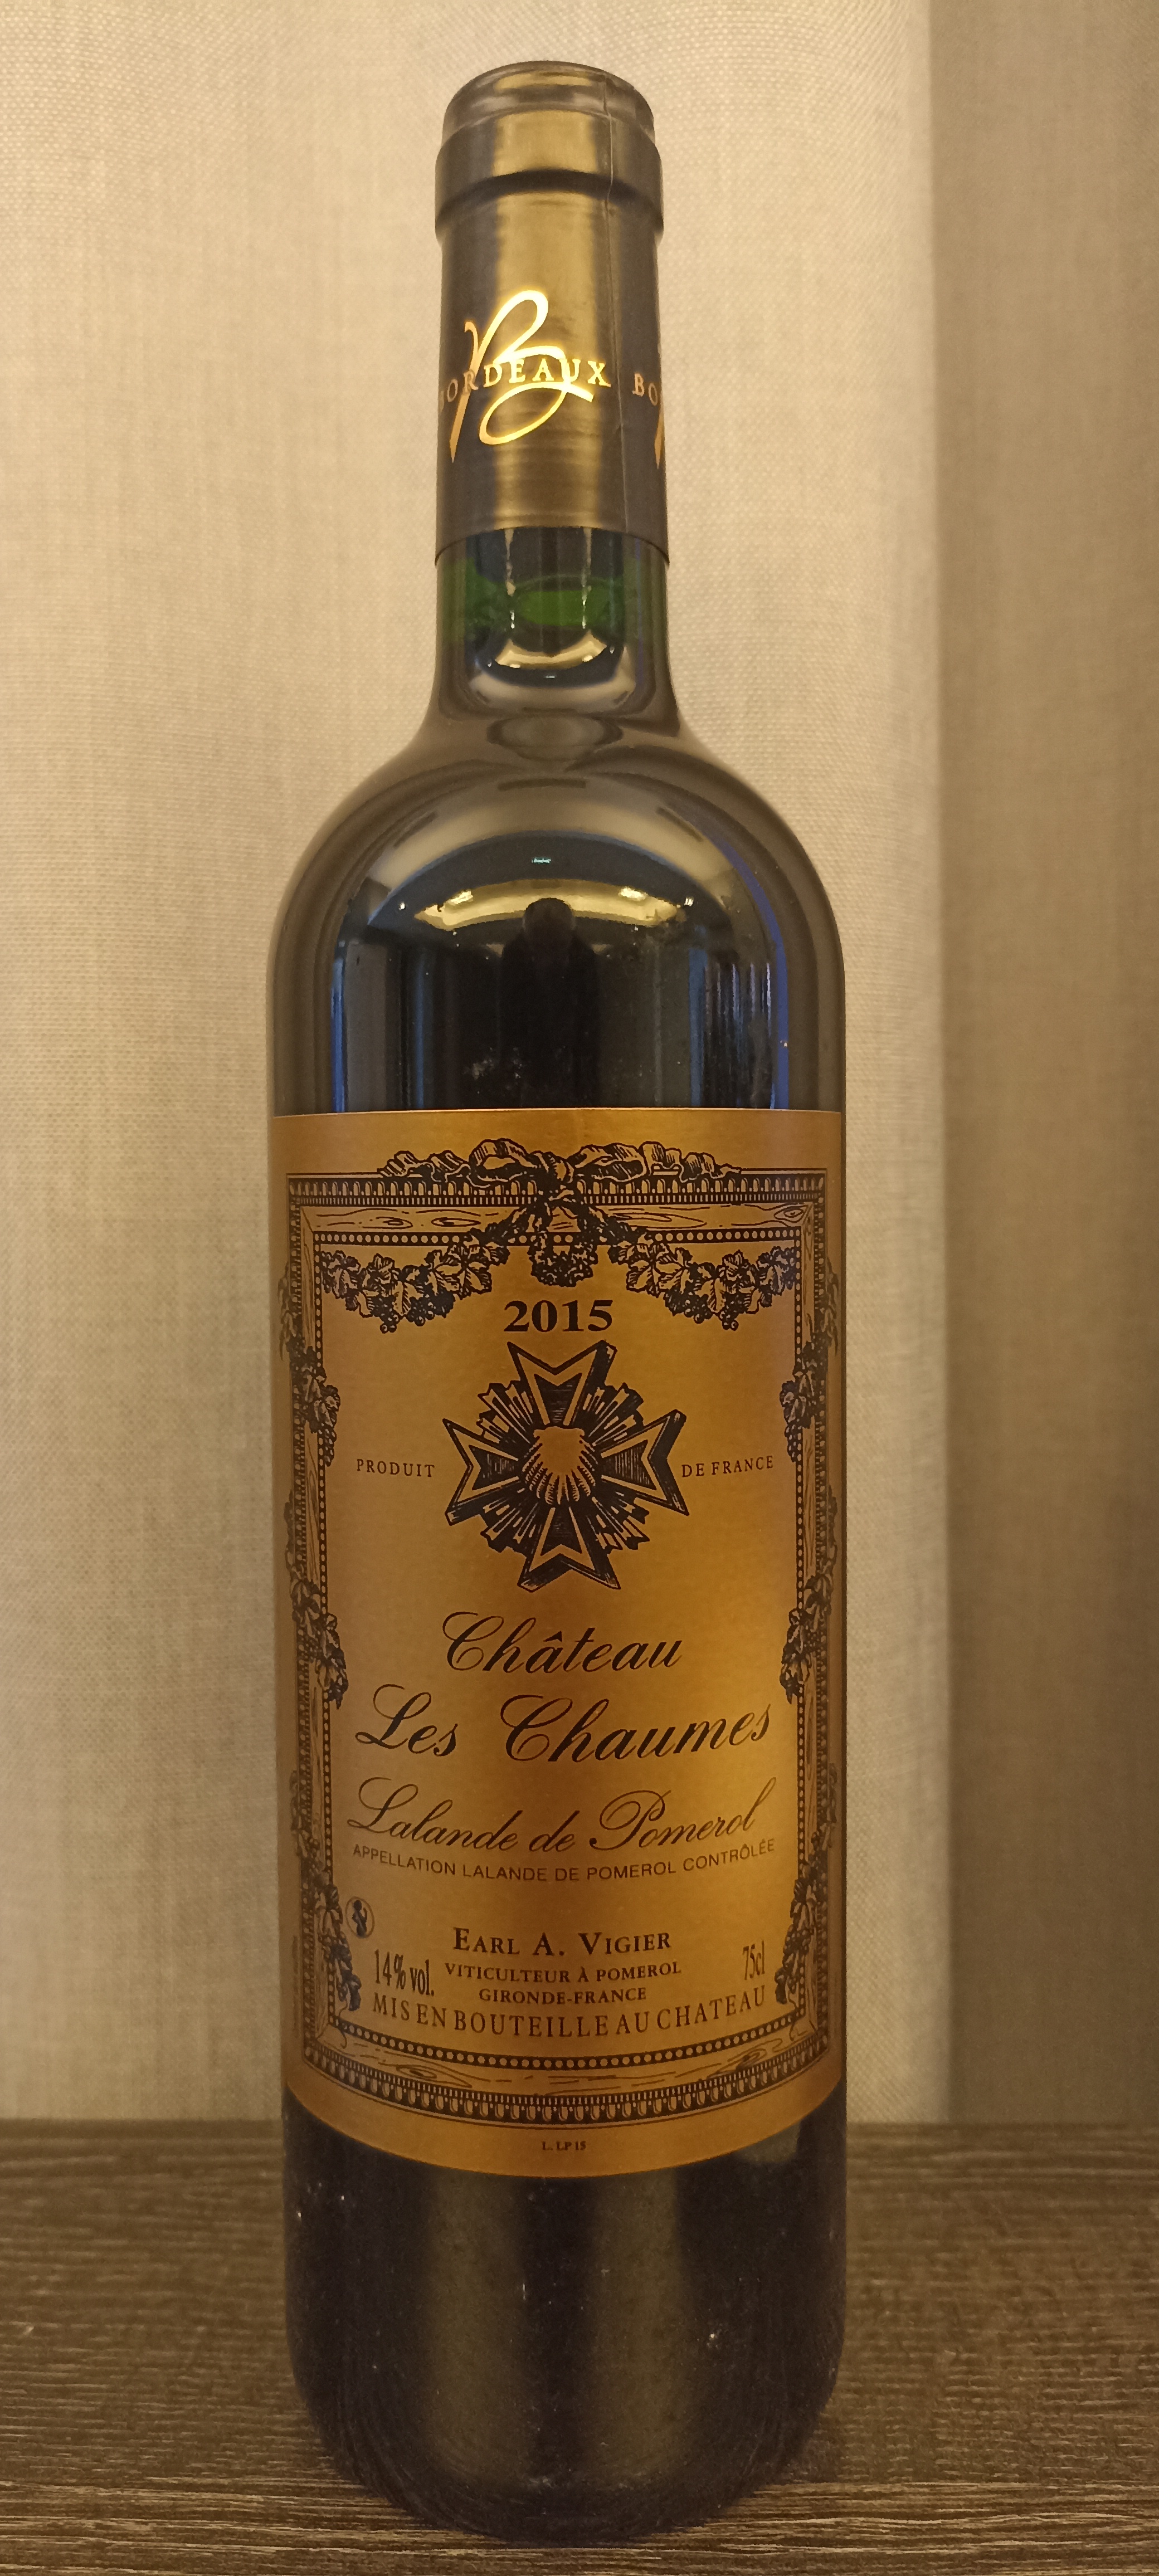 BORDEAUX
BO
2015
PRODUIT
DE FRANCE
Château
Les Chaumes
Lalande de Pomerol
APPELLATION LALANDE DE POMEROL CONTRÔLÉE
EARL A. VIGIER
14% vol.
VITICULTEUR À POMEROL
75cl
GIRONDE-FRANCE
MIS EN BOUTEILLE AU CHATEAU
L. LP 15